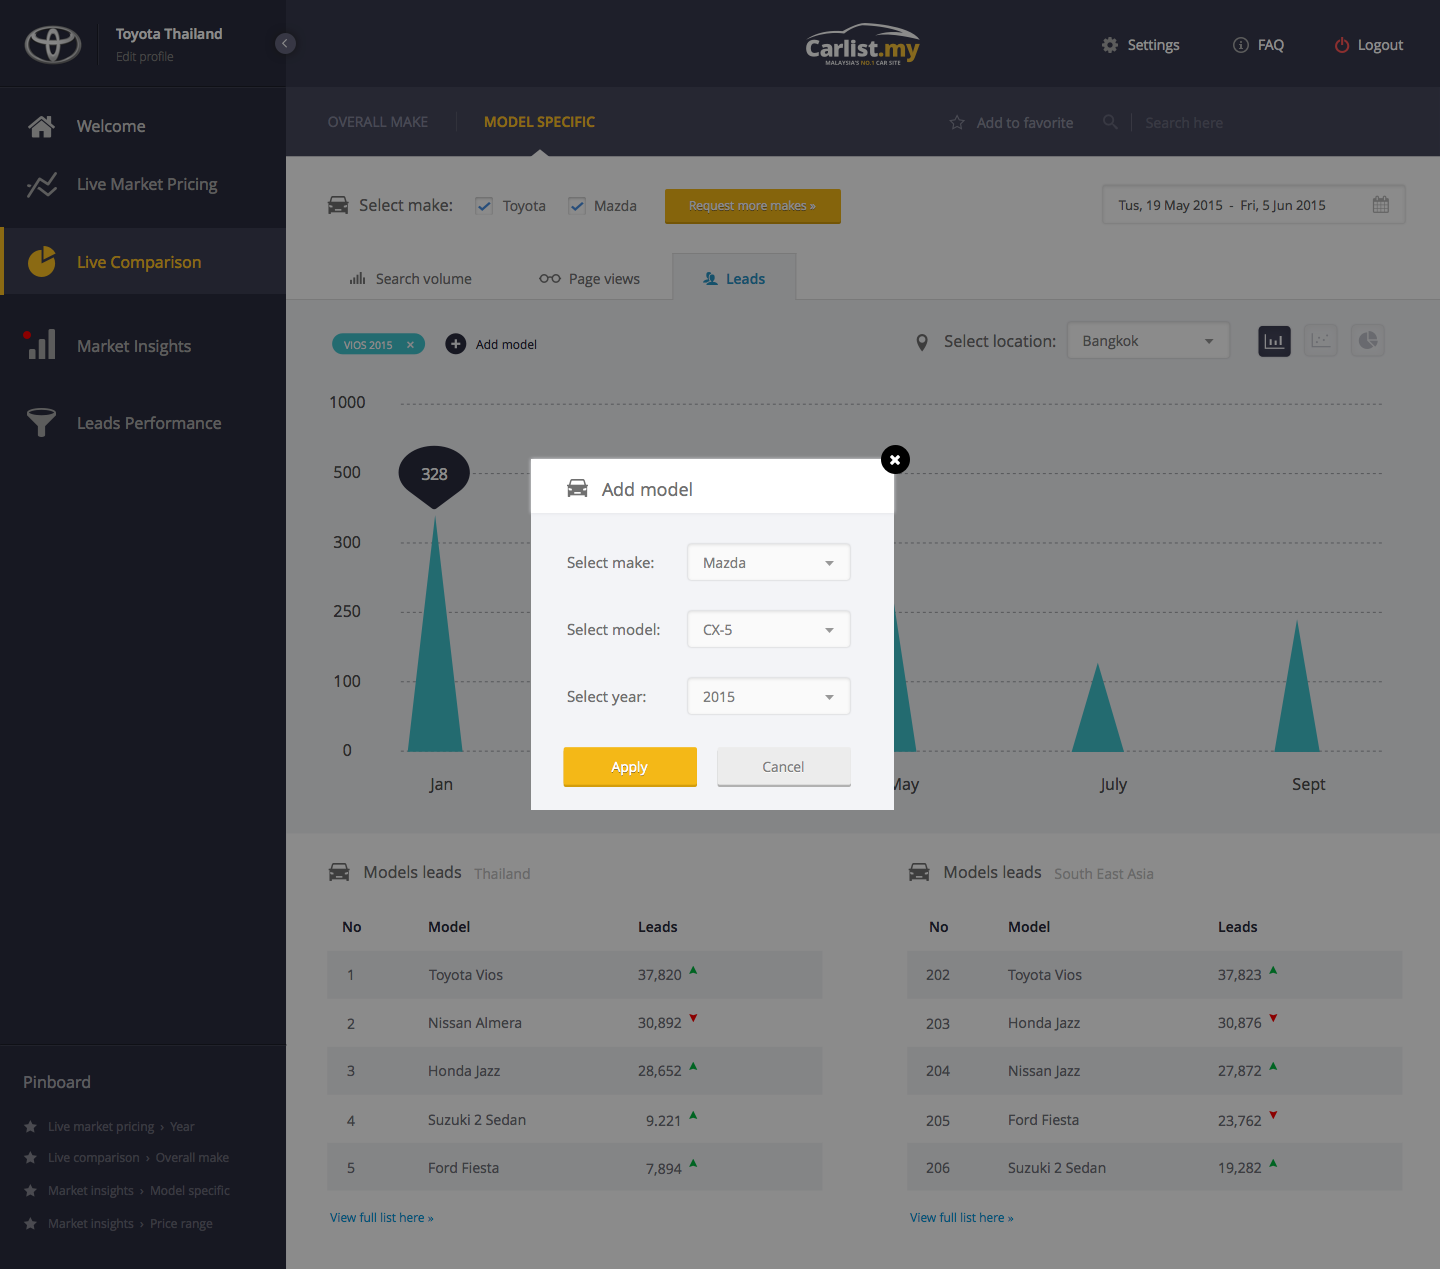 Toyota Thailand
Edit profile
Carlist.my
MALAYSIA'S NO.1 CAR SITE
Settings
FAQ
Logout
Welcome
Live Market Pricing
Live Comparison
Market Insights
Leads Performance
OVERALL MAKE
MODEL SPECIFIC
Add to favorite
Search here
Select make:
Toyota
Mazda
Request more makes »
Tus, 19 May 2015 - Fri, 5 Jun 2015
Search volume
Page views
Leads
VIOS 2015 ×
Add model
Select location:
Bangkok
1000
500
328
300
250
100
0
Jan
May
July
Sept
Add model
Select make:
Mazda
Select model:
CX-5
Select year:
2015
Apply
Cancel
Models leads Thailand
No Model Leads
1 Toyota Vios 37,820
2 Nissan Almera 30,892
3 Honda Jazz 28,652
4 Suzuki 2 Sedan 9.221
5 Ford Fiesta 7,894
View full list here »
Models leads South East Asia
No Model Leads
202 Toyota Vios 37,823
203 Honda Jazz 30,876
204 Nissan Jazz 27,872
205 Ford Fiesta 23,762
206 Suzuki 2 Sedan 19,282
View full list here »
Pinboard
Live market pricing › Year
Live comparison › Overall make
Market insights › Model specific
Market insights › Price range